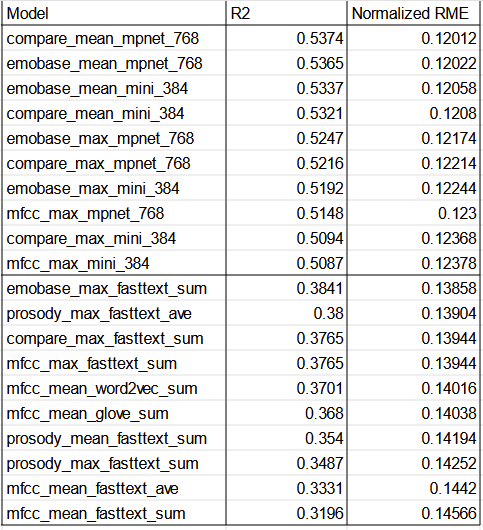 Model R2 Normalized RME
compare_mean_mpnet_768 0.5374 0.12012
emobase_mean_mpnet_768 0.5365 0.12022
emobase_mean_mini_384 0.5337 0.12058
compare_mean_mini_384 0.5321 0.1208
emobase_max_mpnet_768 0.5247 0.12174
compare_max_mpnet_768 0.5216 0.12214
emobase_max_mini_384 0.5192 0.12244
mfcc_max_mpnet_768 0.5148 0.123
compare_max_mini_384 0.5094 0.12368
mfcc_max_mini_384 0.5087 0.12378
emobase_max_fasttext_sum 0.3841 0.13858
prosody_max_fasttext_ave 0.38 0.13904
compare_max_fasttext_sum 0.3765 0.13944
mfcc_max_fasttext_sum 0.3765 0.13944
mfcc_mean_word2vec_sum 0.3701 0.14016
mfcc_mean_glove_sum 0.368 0.14038
prosody_mean_fasttext_sum 0.354 0.14194
prosody_max_fasttext_sum 0.3487 0.14252
mfcc_mean_fasttext_ave 0.3331 0.1442
mfcc_mean_fasttext_sum 0.3196 0.14566